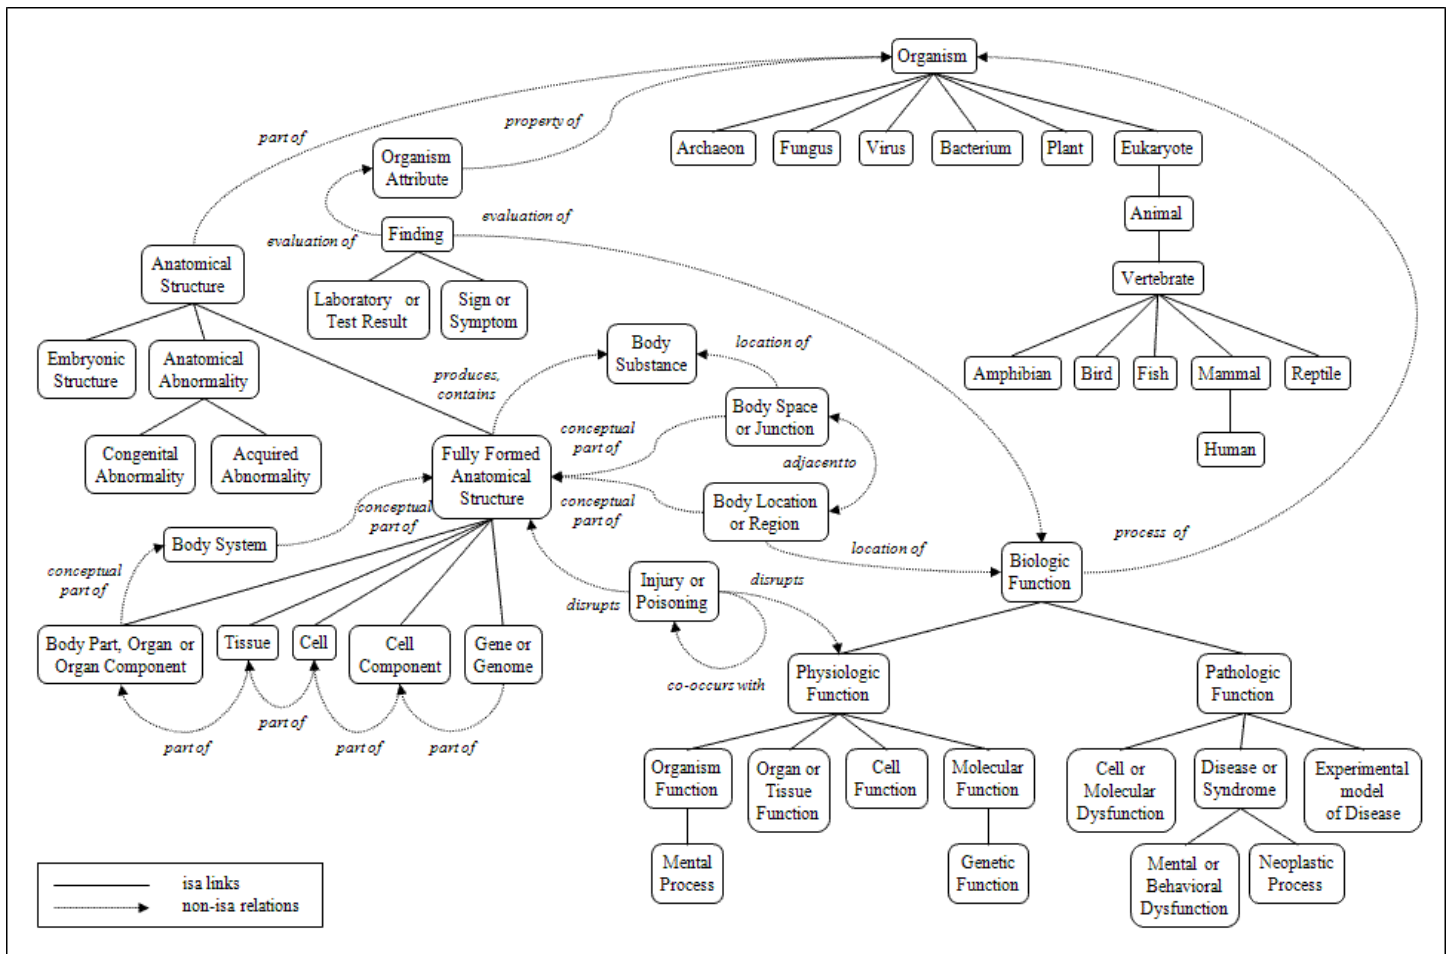 Organism
part of
property of
Archaeon
Fungus
Virus
Bacterium
Plant
Eukaryote
Organism
Attribute
evaluation of
Finding
evaluation of
Animal
Anatomical
Structure
Vertebrate
Laboratory or
Test Result
Sign or
Symptom
Embryonic
Structure
Anatomical
Abnormality
Body
Substance
location of
Amphibian
Bird
Fish
Mammal
Reptile
produces,
contains
Body Space
or Junction
conceptual
part of
Congenital
Abnormality
Acquired
Abnormality
Fully Formed
Anatomical
Structure
adjacent to
Human
conceptual
part of
conceptual
part of
Body Location
or Region
Body System
location of
process of
Biologic
Function
conceptual
part of
Injury or
Poisoning
disrupts
disrupts
Body Part, Organ or
Organ Component
Tissue
Cell
Cell
Component
Gene or
Genome
co-occurs with
Physiologic
Function
Pathologic
Function
part of
part of
part of
part of
Organism
Function
Organ or
Tissue
Function
Cell
Function
Molecular
Function
Cell or
Molecular
Dysfunction
Disease or
Syndrome
Experimental
model
of Disease
Mental
Process
Genetic
Function
Mental or
Behavioral
Dysfunction
Neoplastic
Process
isa links
non-isa relations